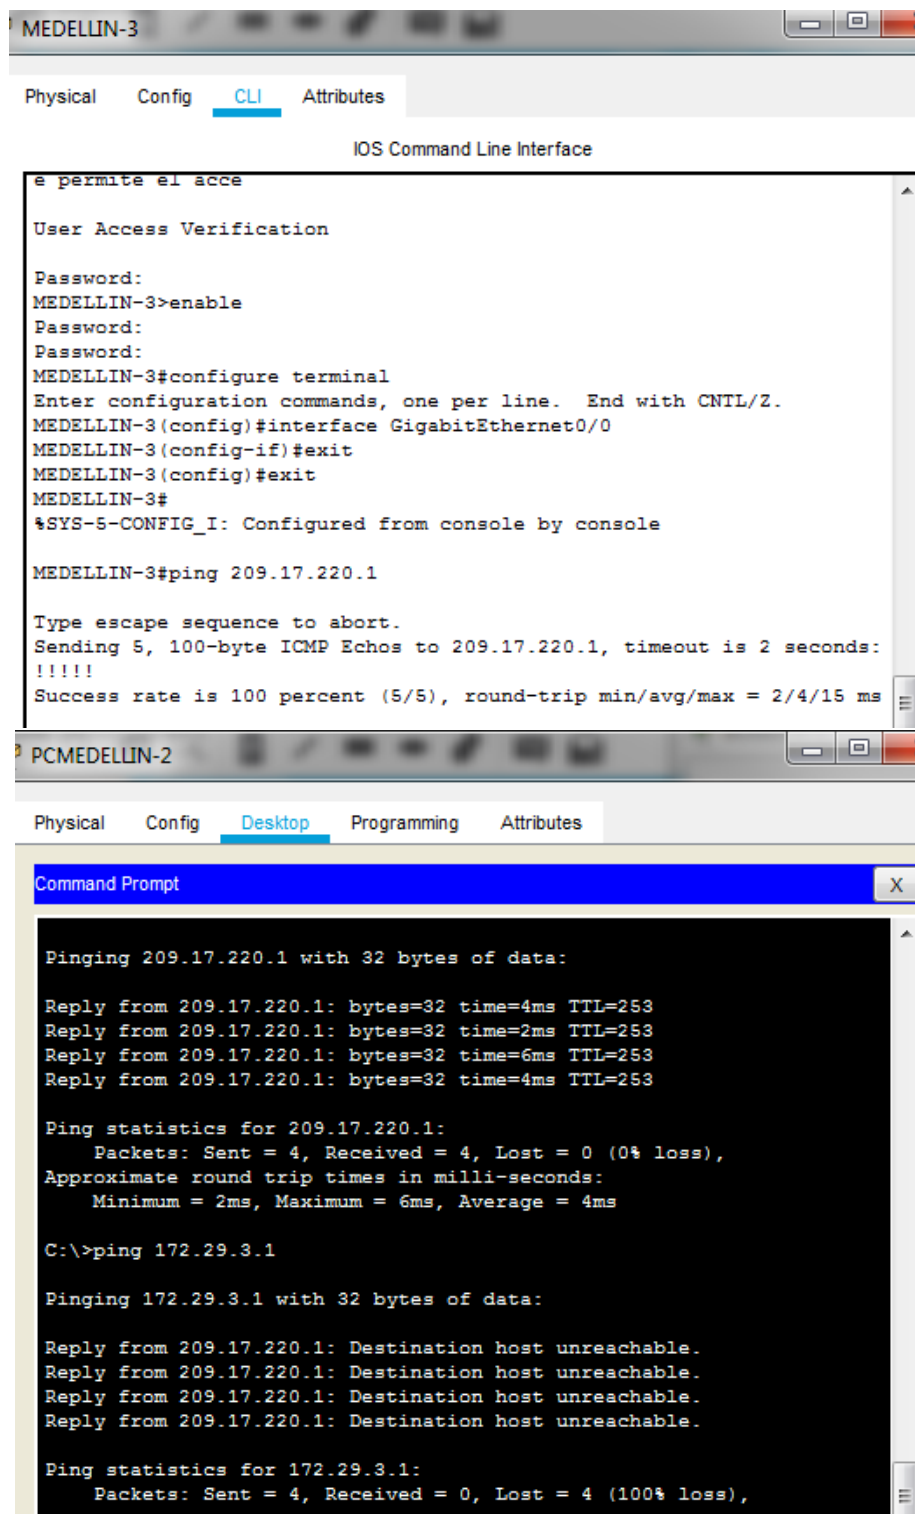 MEDELLIN-3
Physical Config CLI Attributes
IOS Command Line Interface
e permite el acce
User Access Verification
Password:
MEDELLIN-3>enable
Password:
Password:
MEDELLIN-3#configure terminal
Enter configuration commands, one per line.  End with CNTL/Z.
MEDELLIN-3(config)#interface GigabitEthernet0/0
MEDELLIN-3(config-if)#exit
MEDELLIN-3(config)#exit
MEDELLIN-3#
%SYS-5-CONFIG_I: Configured from console by console
MEDELLIN-3#ping 209.17.220.1
Type escape sequence to abort.
Sending 5, 100-byte ICMP Echos to 209.17.220.1, timeout is 2 seconds:
!!!!!
Success rate is 100 percent (5/5), round-trip min/avg/max = 2/4/15 ms
PCMEDELLIN-2
Physical Config Desktop Programming Attributes
Command Prompt
X
Pinging 209.17.220.1 with 32 bytes of data:
Reply from 209.17.220.1: bytes=32 time=4ms TTL=253
Reply from 209.17.220.1: bytes=32 time=2ms TTL=253
Reply from 209.17.220.1: bytes=32 time=6ms TTL=253
Reply from 209.17.220.1: bytes=32 time=4ms TTL=253
Ping statistics for 209.17.220.1:
Packets: Sent = 4, Received = 4, Lost = 0 (0% loss),
Approximate round trip times in milli-seconds:
Minimum = 2ms, Maximum = 6ms, Average = 4ms
C:\>ping 172.29.3.1
Pinging 172.29.3.1 with 32 bytes of data:
Reply from 209.17.220.1: Destination host unreachable.
Reply from 209.17.220.1: Destination host unreachable.
Reply from 209.17.220.1: Destination host unreachable.
Reply from 209.17.220.1: Destination host unreachable.
Ping statistics for 172.29.3.1:
Packets: Sent = 4, Received = 0, Lost = 4 (100% loss),